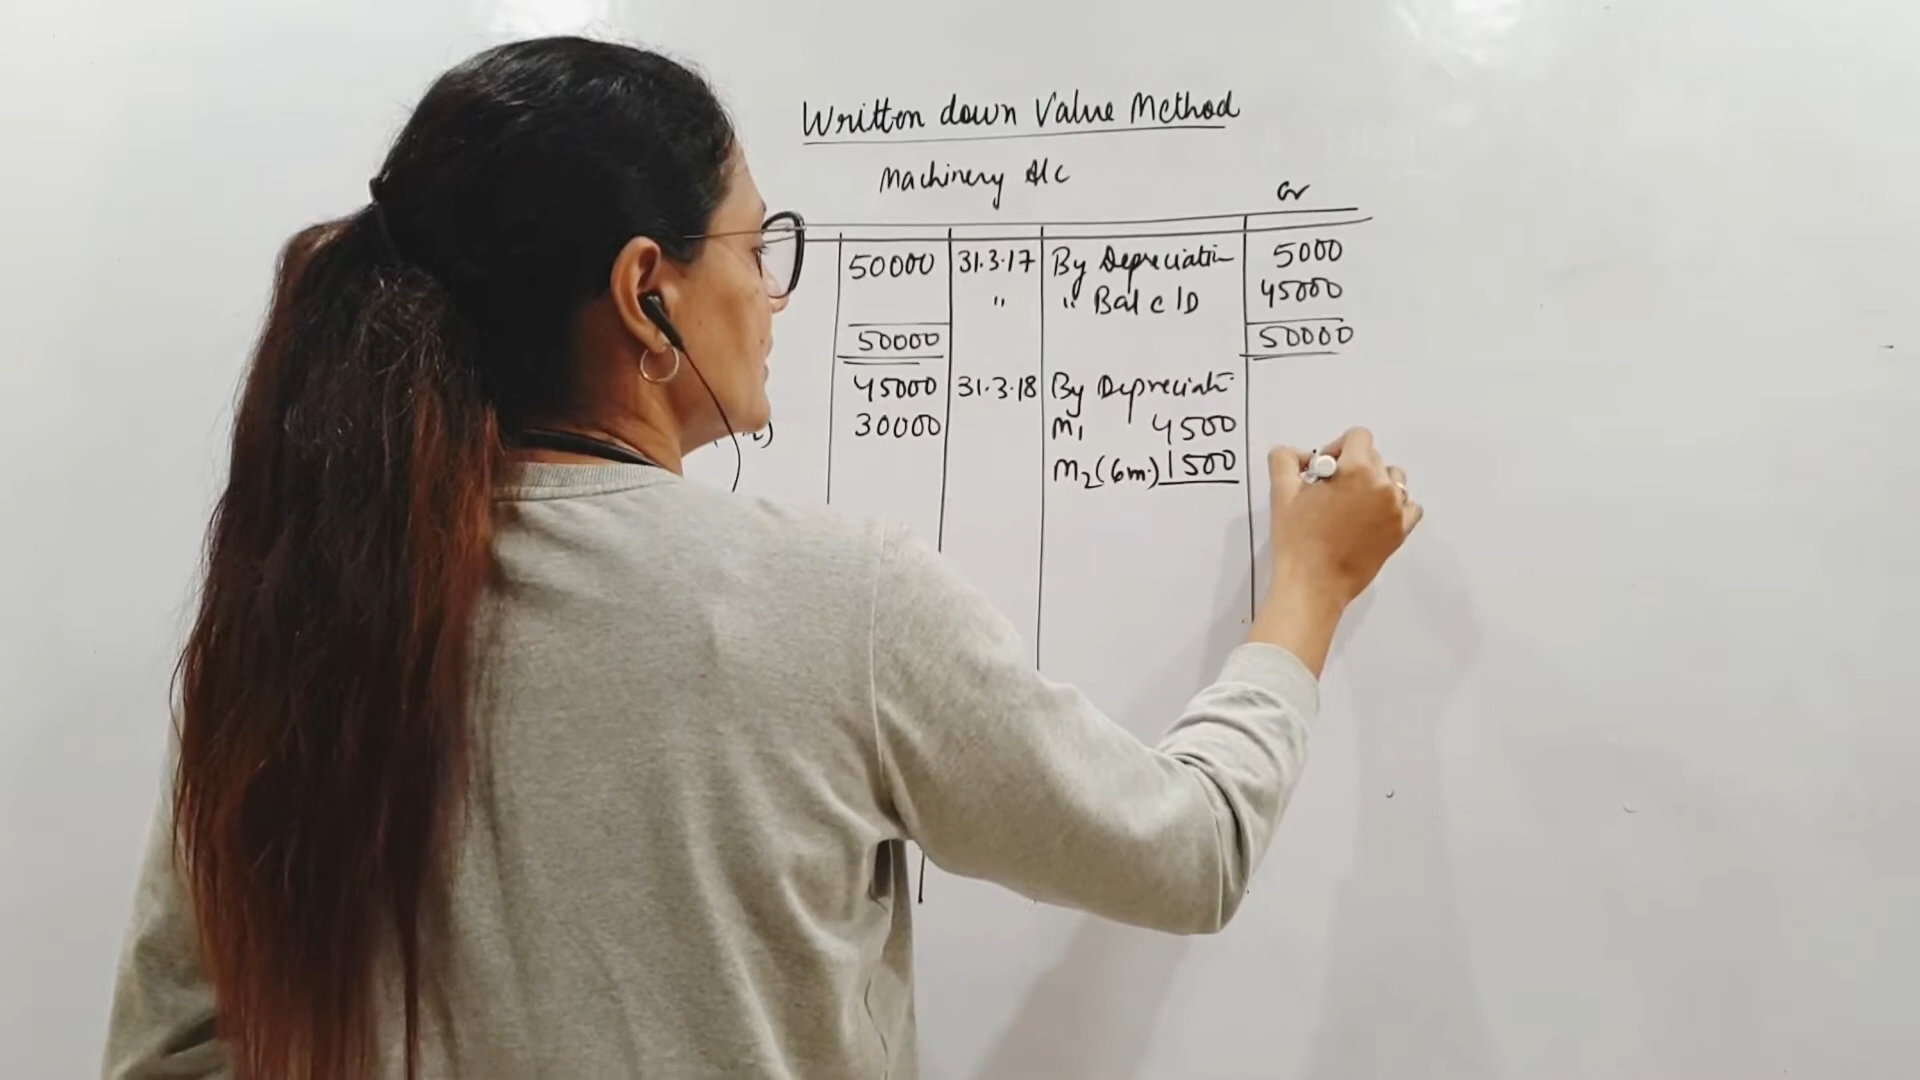 Written down Value Method
Machinery A/c
Cr
50000 31.3.17 By Depreciation 5000
" " Bal c/D 45000
50000 50000
45000 31.3.18 By Depreciati
30000 M1 4500
M2 (6m.) 1500